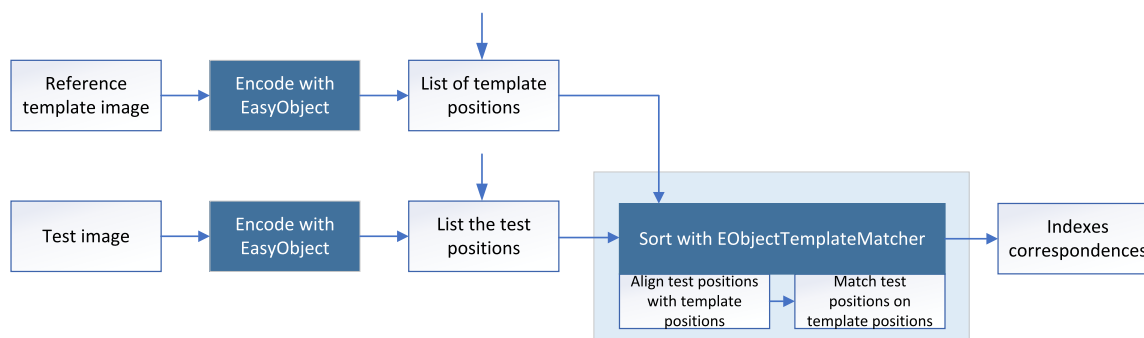 Reference
template image
Encode with
EasyObject
List of template
positions
Test image
Encode with
EasyObject
List the test
positions
Sort with EObjectTemplateMatcher
Align test positions
with template
positions
Match test
positions on
template positions
Indexes
correspondences